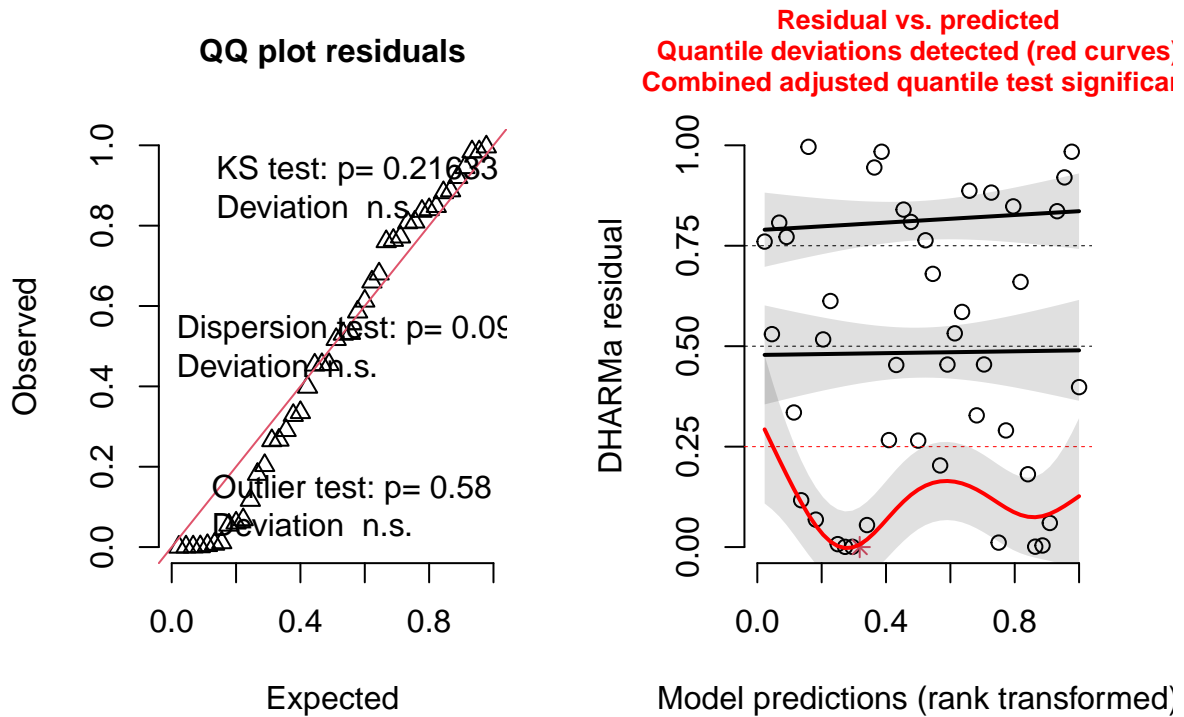 QQ plot residuals
KS test: p= 0.21633
Deviation n.s.
Dispersion test: p= 0.09
Deviation n.s.
Outlier test: p= 0.58
Deviation n.s.
Observed
0.0 0.2 0.4 0.6 0.8 1.0
0.0 0.4 0.8
Expected
Residual vs. predicted
Quantile deviations detected (red curves)
Combined adjusted quantile test significan
DHARMa residual
0.00 0.25 0.50 0.75 1.00
0.0 0.4 0.8
Model predictions (rank transformed)